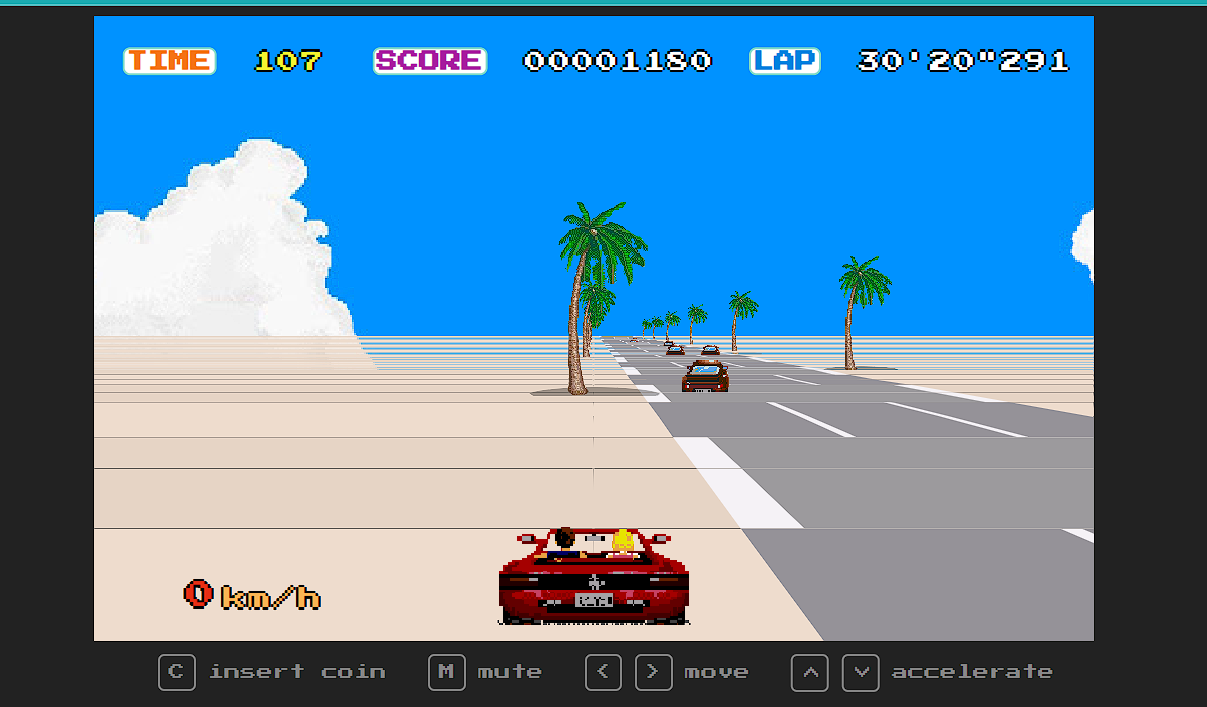 TIME 107 SCORE 00001180 LAP 30'20"291
0 km/h
C insert coin M mute < > move ^ v accelerate